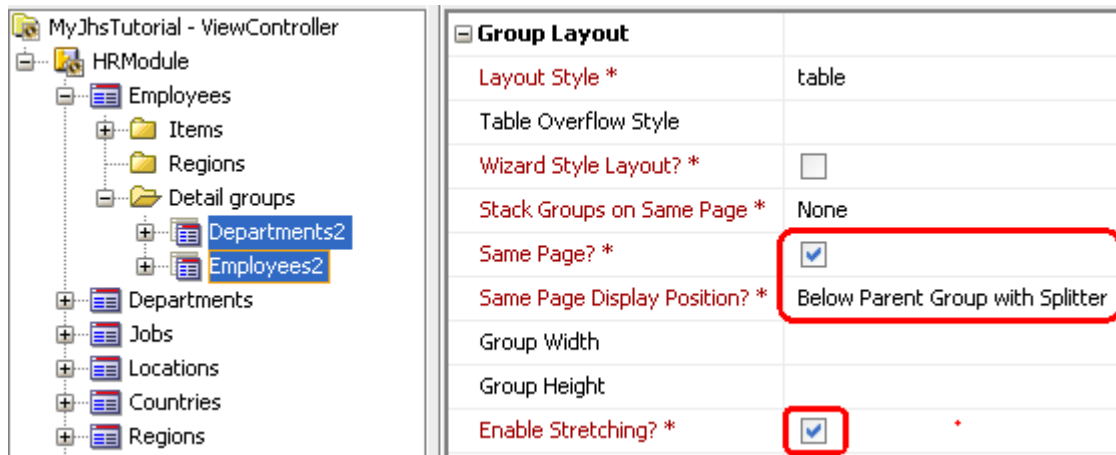 MyJhsTutorial - ViewController
HRModule
Employees
Items
Regions
Detail groups
Departments2
Employees2
Departments
Jobs
Locations
Countries
Regions
Group Layout
Layout Style * table
Table Overflow Style
Wizard Style Layout? *
Stack Groups on Same Page * None
Same Page? *
Same Page Display Position? * Below Parent Group with Splitter
Group Width
Group Height
Enable Stretching? *